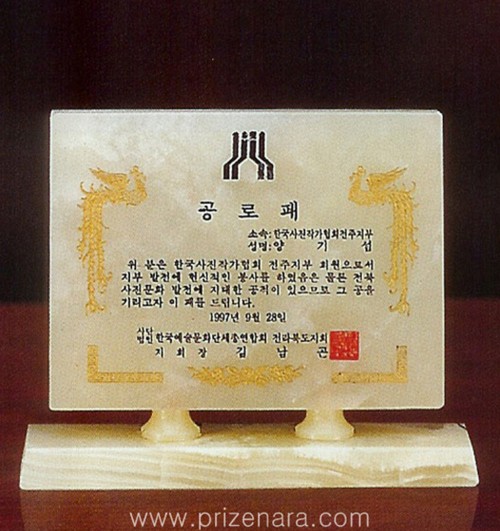 공로패
소속:한국사진작가협회전주지부
성명:양기섭
위 분은 한국사진작가협회 전주지부 회원으로서
지부 발전에 헌신적인 봉사를 하였음은 물론 전북
사진문화 발전에 지대한 공적이 있으므로 그 공을
기리고자 이 패를 드립니다.
1997년 9월 28일
사단
법인 한국예술문화단체총연합회 전라북도지회
지회장 김남곤
www.prizenara.com